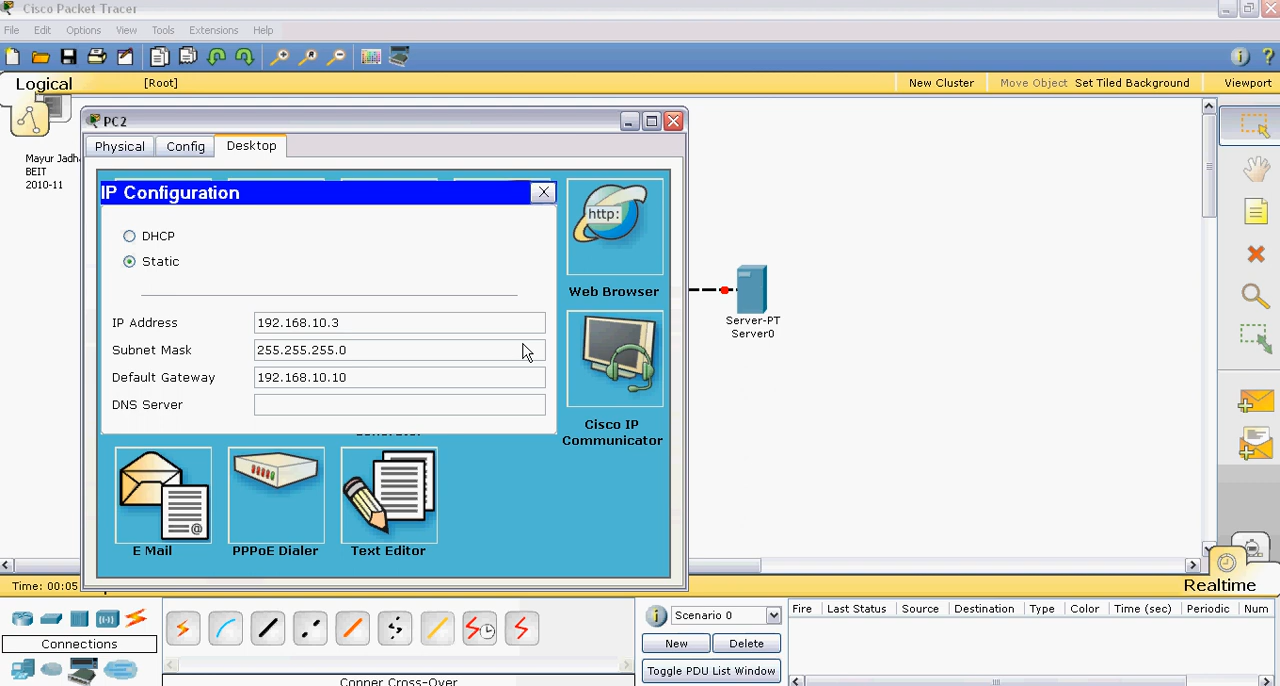 Cisco Packet Tracer
File Edit Options View Tools Extensions Help
Logical [Root] New Cluster Move Object Set Tiled Background Viewport
Mayur Jadh
BEIT
2010-11
PC2
Physical Config Desktop
IP Configuration
DHCP
Static
IP Address 192.168.10.3
Subnet Mask 255.255.255.0
Default Gateway 192.168.10.10
DNS Server
http:
Web Browser
Cisco IP
Communicator
E Mail PPPoE Dialer Text Editor
Server-PT
Server0
Time: 00:05
Realtime
Connections
Copper Cross-Over
Scenario 0
New Delete
Toggle PDU List Window
Fire Last Status Source Destination Type Color Time (sec) Periodic Num